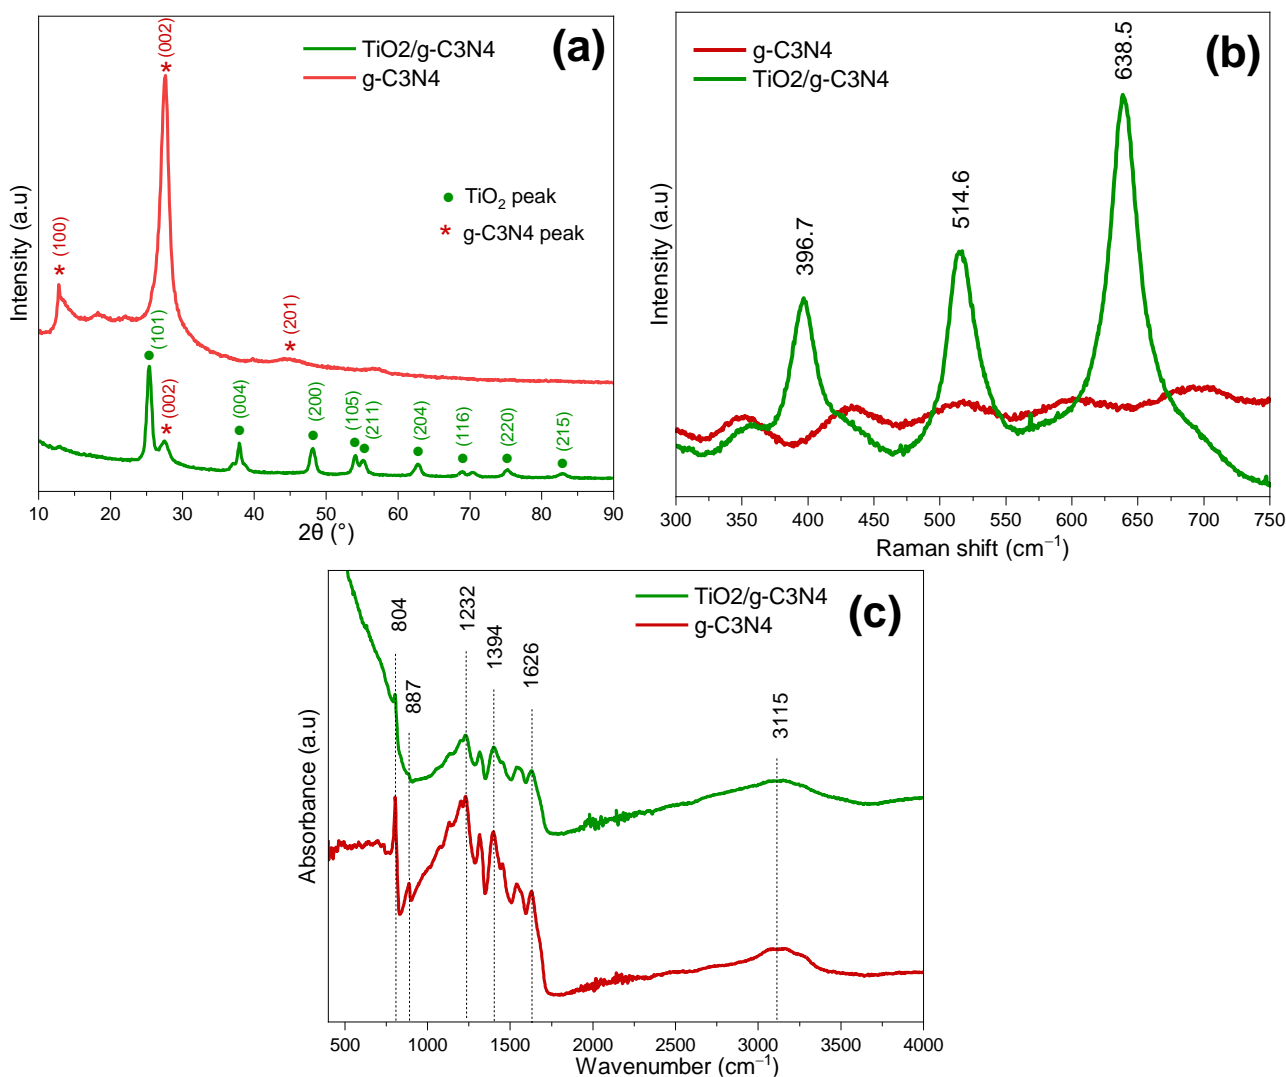 (a)
TiO2/g-C3N4
g-C3N4
TiO₂ peak
g-C3N4 peak
* (100)
* (002)
* (201)
(101)
* (002)
(004)
(200)
(105)
(211)
(204)
(116)
(220)
(215)
Intensity (a.u)
10 20 30 40 50 60 70 80 90
2θ (°)
(b)
g-C3N4
TiO2/g-C3N4
396.7
514.6
638.5
Intensity (a.u)
300 350 400 450 500 550 600 650 700 750
Raman shift (cm⁻¹)
(c)
TiO2/g-C3N4
g-C3N4
804
887
1232
1394
1626
3115
Absorbance (a.u)
500 1000 1500 2000 2500 3000 3500 4000
Wavenumber (cm⁻¹)